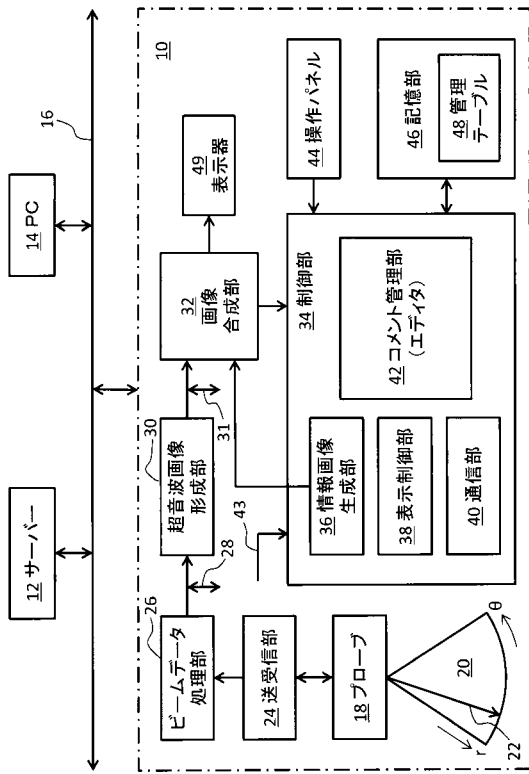 12 サーバー
14 PC
16
10
26
ビームデータ
処理部
28
30
超音波画像
形成部
31
32
画像
合成部
49
表示器
24 送受信部
18 プローブ
20
22
r
θ
43
34 制御部
36 情報画像
生成部
38 表示制御部
40 通信部
42 コメント管理部
(エディタ)
44 操作パネル
46 記憶部
48 管理
テーブル